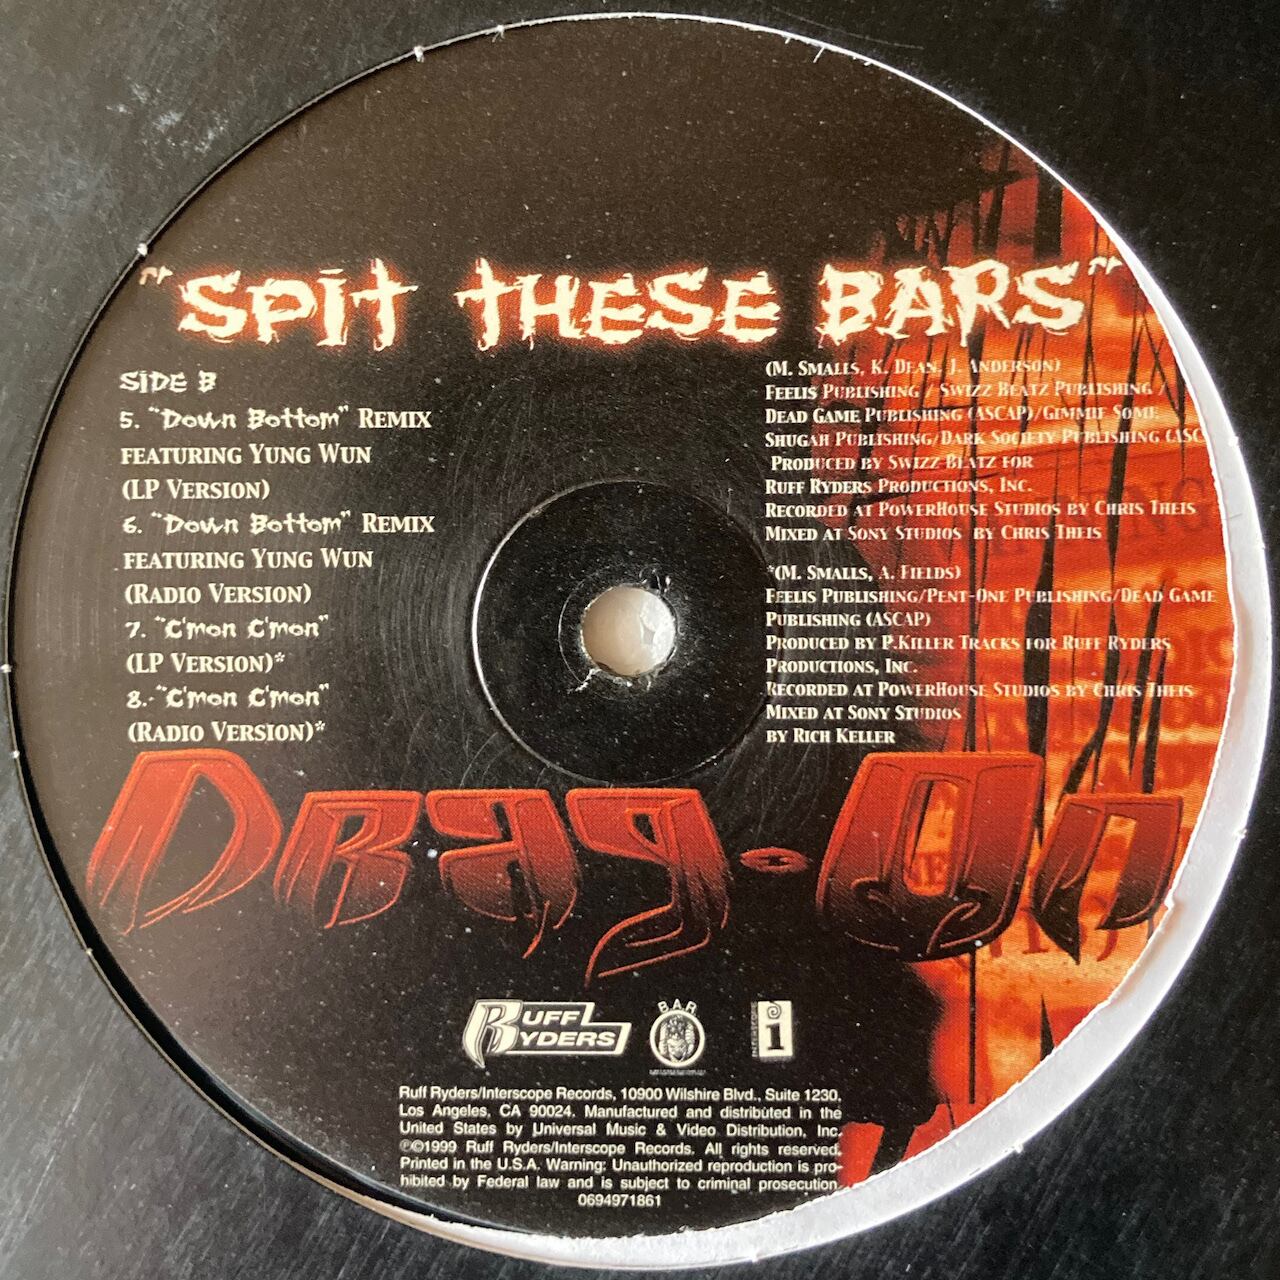 "SPIT THESE BARS"
SIDE B
5. "Down Bottom" REMIX
FEATURING YUNG WUN
(LP VERSION)
6. "Down Bottom" REMIX
FEATURING YUNG WUN
(RADIO VERSION)
7. "C'mon C'mon"
(LP VERSION)*
8. "C'mon C'mon"
(RADIO VERSION)*
(M. SMALLS, K. DEAN, J. ANDERSON)
FEELIS PUBLISHING / SWIZZ BEATZ PUBLISHING /
DEAD GAME PUBLISHING (ASCAP)/GIMMIE SOME
SHUGAH PUBLISHING/DARK SOCIETY PUBLISHING (ASC
PRODUCED BY SWIZZ BEATZ FOR
RUFF RYDERS PRODUCTIONS, INC.
RECORDED AT POWERHOUSE STUDIOS BY CHRIS THEIS
MIXED AT SONY STUDIOS BY CHRIS THEIS
*(M. SMALLS, A. FIELDS)
FEELIS PUBLISHING/PENT-ONE PUBLISHING/DEAD GAME
PUBLISHING (ASCAP)
PRODUCED BY P.KILLER TRACKS FOR RUFF RYDERS
PRODUCTIONS, INC.
RECORDED AT POWERHOUSE STUDIOS BY CHRIS THEIS
MIXED AT SONY STUDIOS
BY RICH KELLER
DRAG-ON
RUFF
RYDERS
BAR
INTERSCOPE
Ruff Ryders/Interscope Records, 10900 Wilshire Blvd., Suite 1230,
Los Angeles, CA 90024. Manufactured and distributed in the
United States by Universal Music & Video Distribution, Inc.
℗©1999 Ruff Ryders/Interscope Records. All rights reserved.
Printed in the U.S.A. Warning: Unauthorized reproduction is pro-
hibited by Federal law and is subject to criminal prosecution.
0694971861